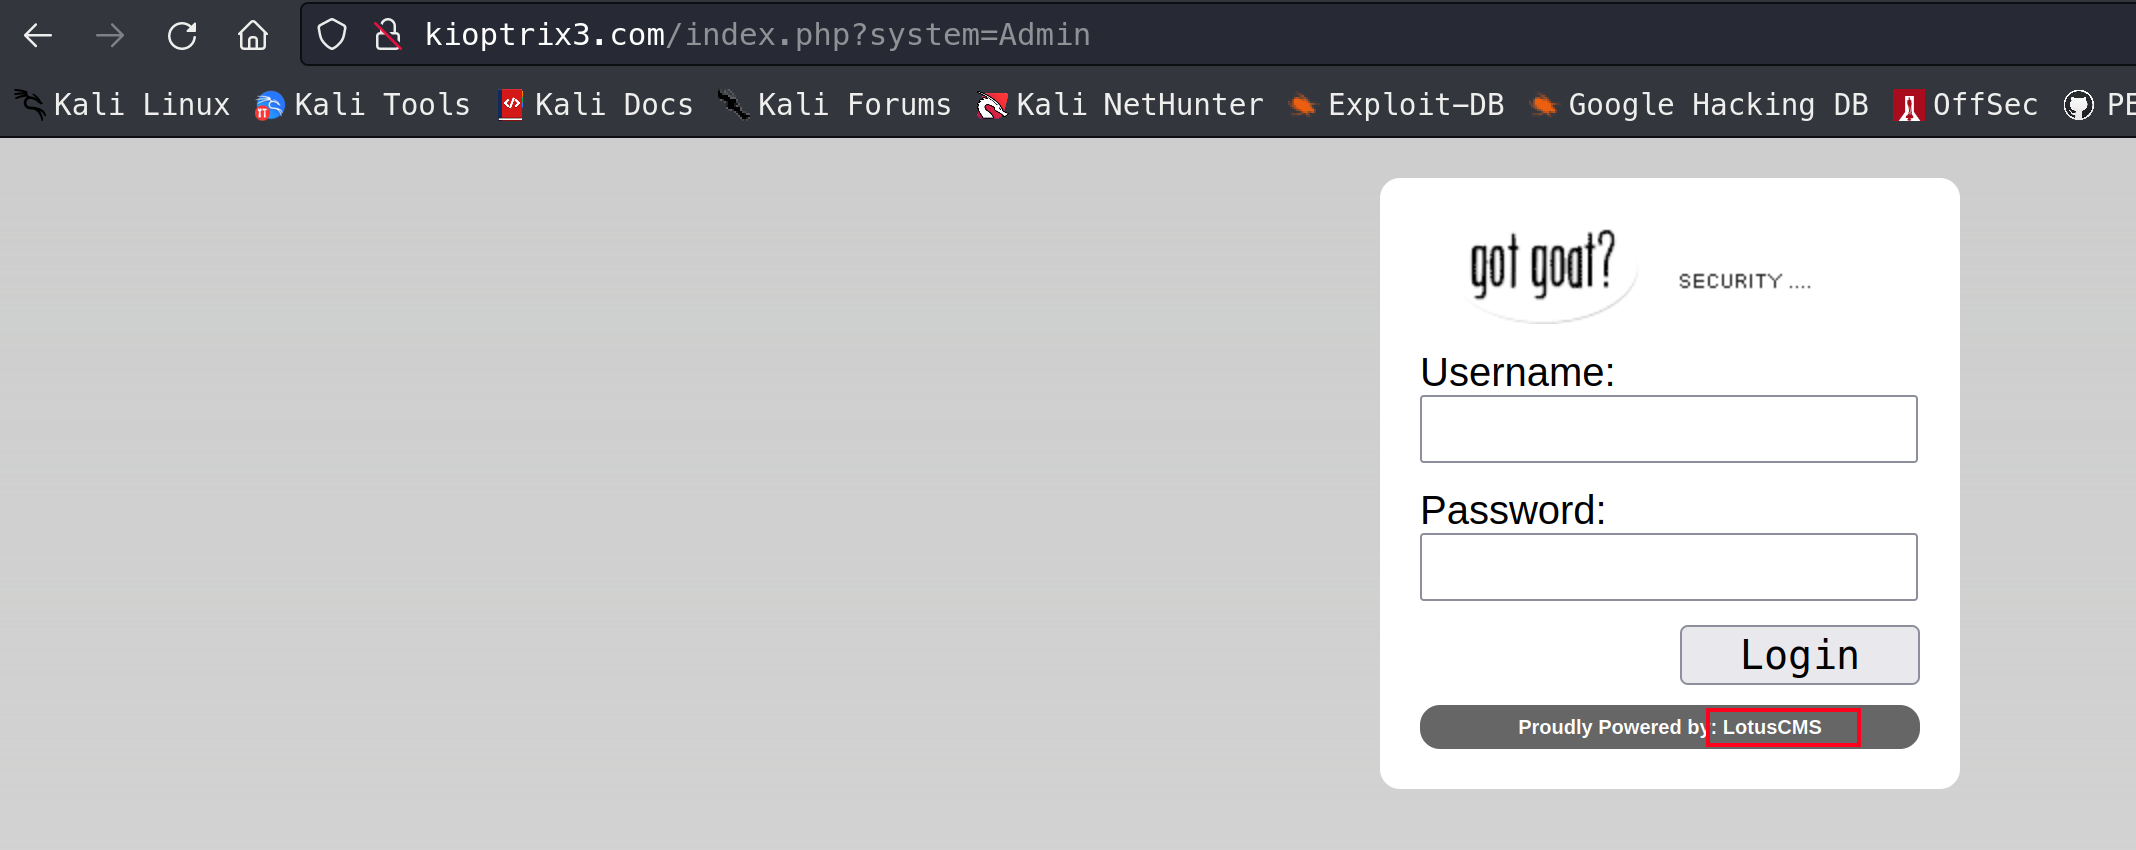 kioptrix3.com/index.php?system=Admin
Kali Linux Kali Tools Kali Docs Kali Forums Kali NetHunter Exploit-DB Google Hacking DB OffSec
got goat? SECURITY ....
Username:
Password:
Login
Proudly Powered by: LotusCMS